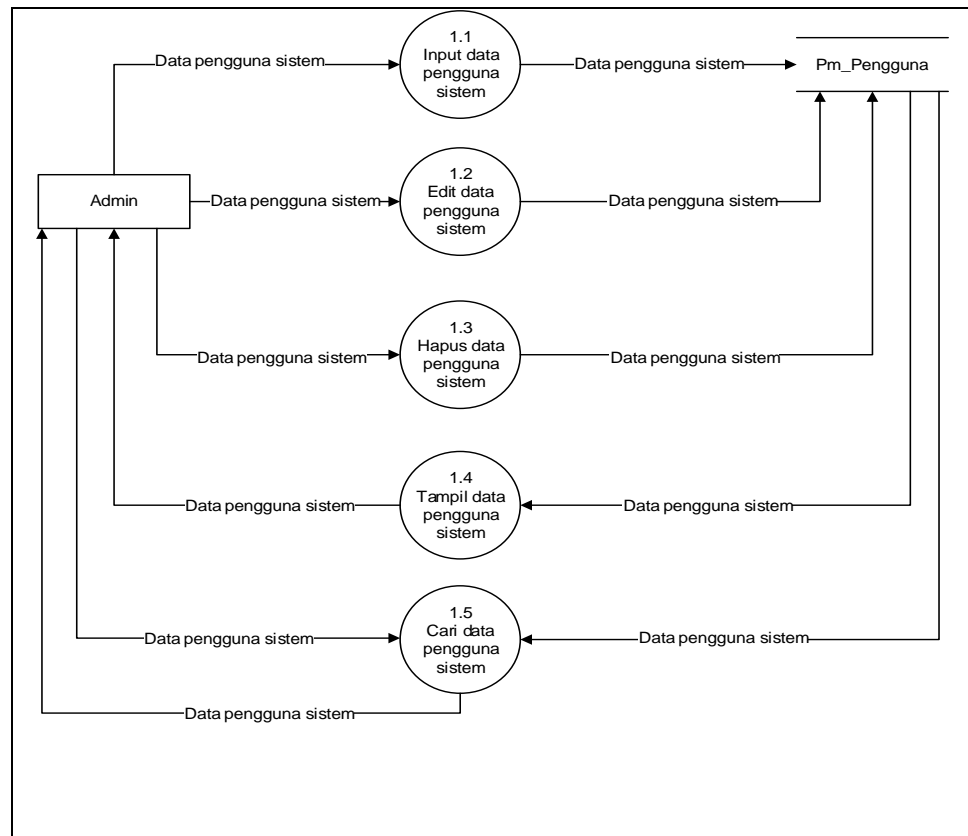 1.1
Input data
pengguna
sistem
Data pengguna sistem
Data pengguna sistem
Pm_Pengguna
Admin
1.2
Edit data
pengguna
sistem
Data pengguna sistem
Data pengguna sistem
1.3
Hapus data
pengguna
sistem
Data pengguna sistem
Data pengguna sistem
1.4
Tampil data
pengguna
sistem
Data pengguna sistem
Data pengguna sistem
1.5
Cari data
pengguna
sistem
Data pengguna sistem
Data pengguna sistem
Data pengguna sistem